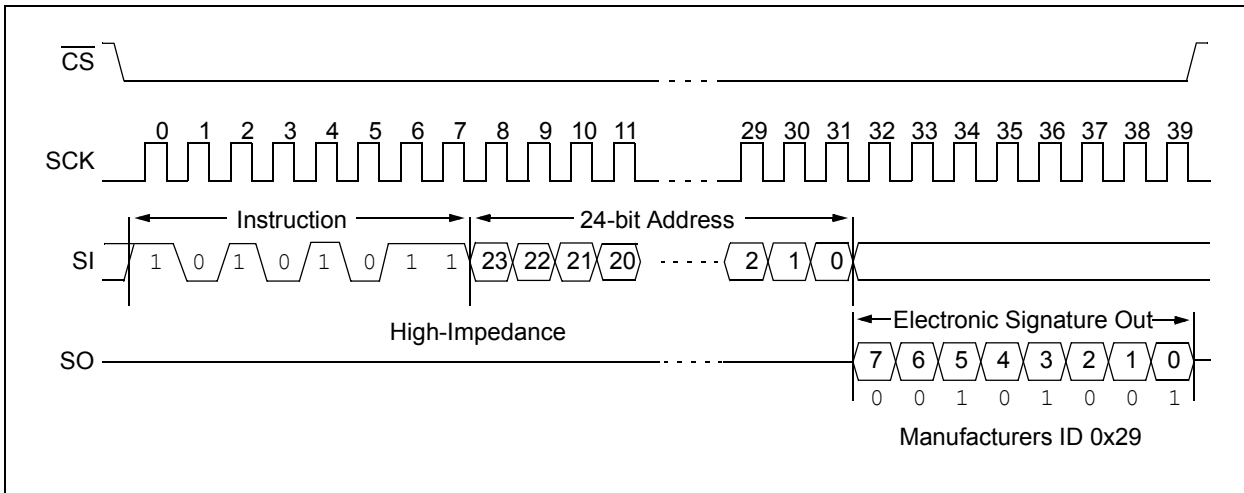 CS
0 1 2 3 4 5 6 7 8 9 10 11 29 30 31 32 33 34 35 36 37 38 39
SCK
Instruction 24-bit Address
SI 1 0 1 0 1 0 1 1 23 22 21 20 2 1 0
High-Impedance Electronic Signature Out
SO 7 6 5 4 3 2 1 0
0 0 1 0 1 0 0 1
Manufacturers ID 0x29